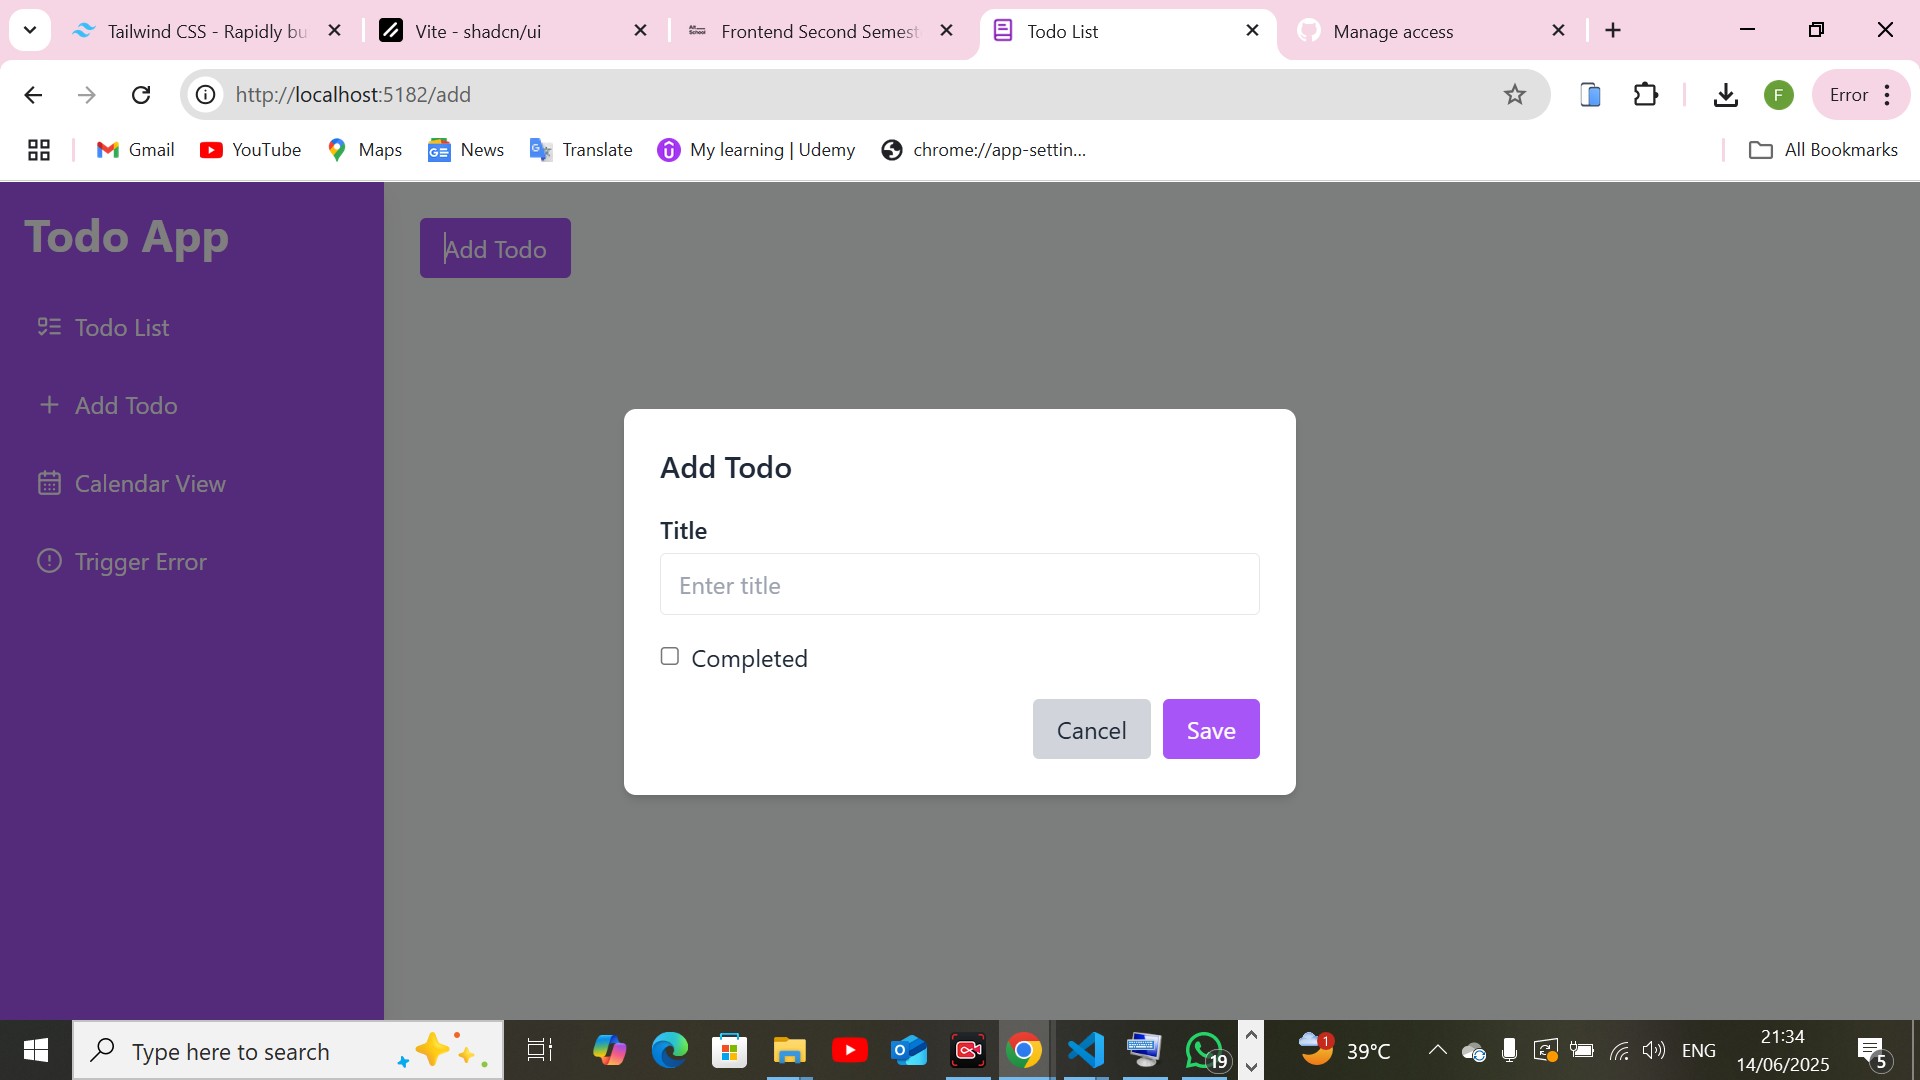 Tailwind CSS - Rapidly bu
Vite - shadcn/ui
Frontend Second Semest
Todo List
Manage access
http://localhost:5182/add
F
Error
Gmail
YouTube
Maps
News
Translate
My learning | Udemy
chrome://app-settin...
All Bookmarks
Todo App
Todo List
Add Todo
Calendar View
Trigger Error
Add Todo
Add Todo
Title
Enter title
Completed
Cancel
Save
Type here to search
19
1
39°C
ENG
21:34
14/06/2025
5